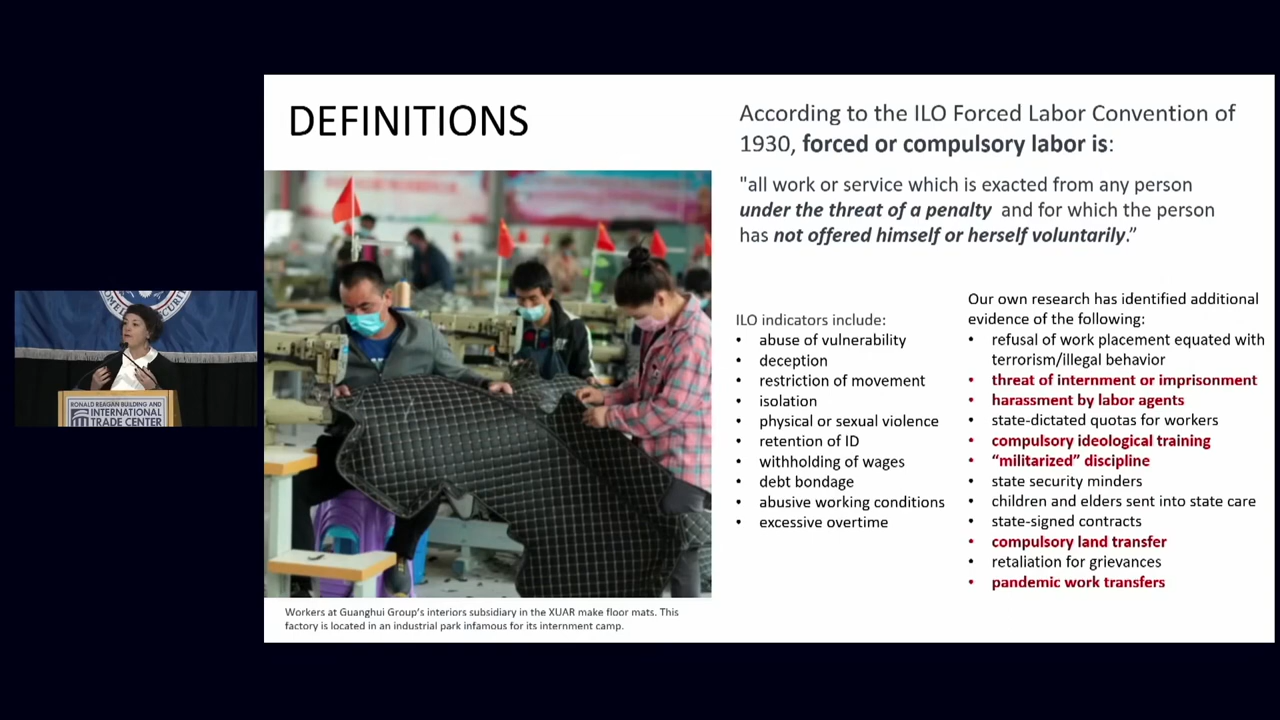 DEFINITIONS
According to the ILO Forced Labor Convention of
1930, forced or compulsory labor is:
"all work or service which is exacted from any person
under the threat of a penalty and for which the person
has not offered himself or herself voluntarily.”
ILO indicators include:
• abuse of vulnerability
• deception
• restriction of movement
• isolation
• physical or sexual violence
• retention of ID
• withholding of wages
• debt bondage
• abusive working conditions
• excessive overtime
Our own research has identified additional
evidence of the following:
• refusal of work placement equated with
terrorism/illegal behavior
• threat of internment or imprisonment
• harassment by labor agents
• state-dictated quotas for workers
• compulsory ideological training
• “militarized” discipline
• state security minders
• children and elders sent into state care
• state-signed contracts
• compulsory land transfer
• retaliation for grievances
• pandemic work transfers
Workers at Guanghui Group’s interiors subsidiary in the XUAR make floor mats. This
factory is located in an industrial park infamous for its internment camp.
RONALD REAGAN BUILDING AND
INTERNATIONAL
TRADE CENTER